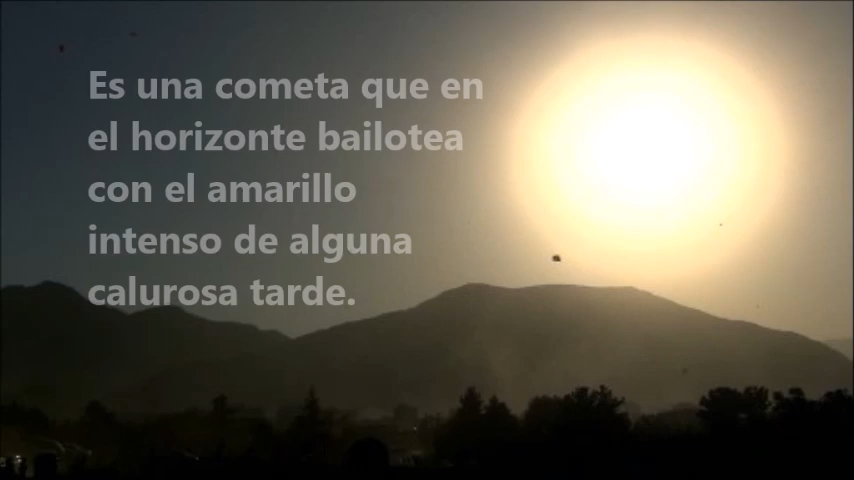 Es una cometa que en
el horizonte bailotea
con el amarillo
intenso de alguna
calurosa tarde.